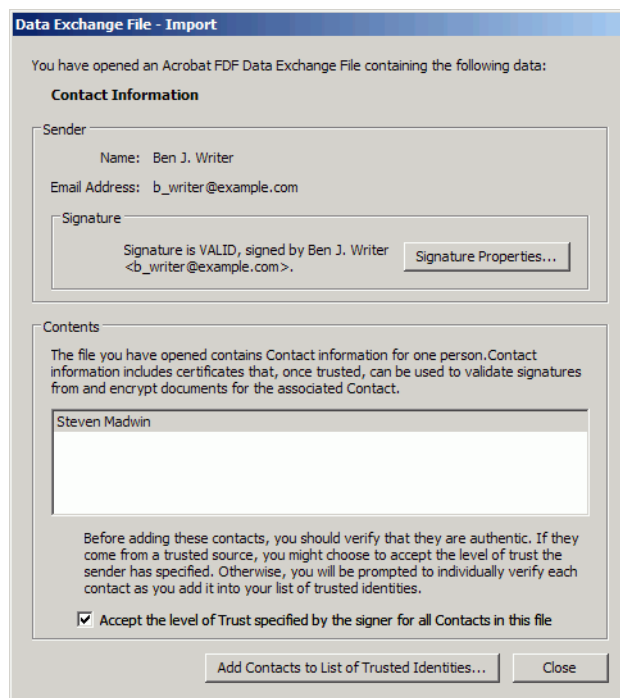 Data Exchange File - Import
You have opened an Acrobat FDF Data Exchange File containing the following data:
Contact Information
Sender
Name: Ben J. Writer
Email Address: b_writer@example.com
Signature
Signature is VALID, signed by Ben J. Writer
<b_writer@example.com>.
Signature Properties...
Contents
The file you have opened contains Contact information for one person.Contact
information includes certificates that, once trusted, can be used to validate signatures
from and encrypt documents for the associated Contact.
Steven Madwin
Before adding these contacts, you should verify that they are authentic. If they
come from a trusted source, you might choose to accept the level of trust the
sender has specified. Otherwise, you will be prompted to individually verify each
contact as you add it into your list of trusted identities.
Accept the level of Trust specified by the signer for all Contacts in this file
Add Contacts to List of Trusted Identities...
Close